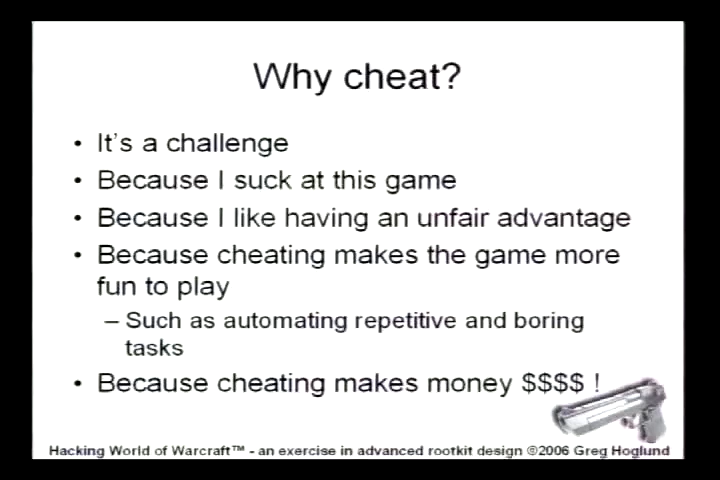 Why cheat?
• It's a challenge
• Because I suck at this game
• Because I like having an unfair advantage
• Because cheating makes the game more
fun to play
– Such as automating repetitive and boring
tasks
• Because cheating makes money $$$$ !
Hacking World of Warcraft™ - an exercise in advanced rootkit design ©2006 Greg Hoglund